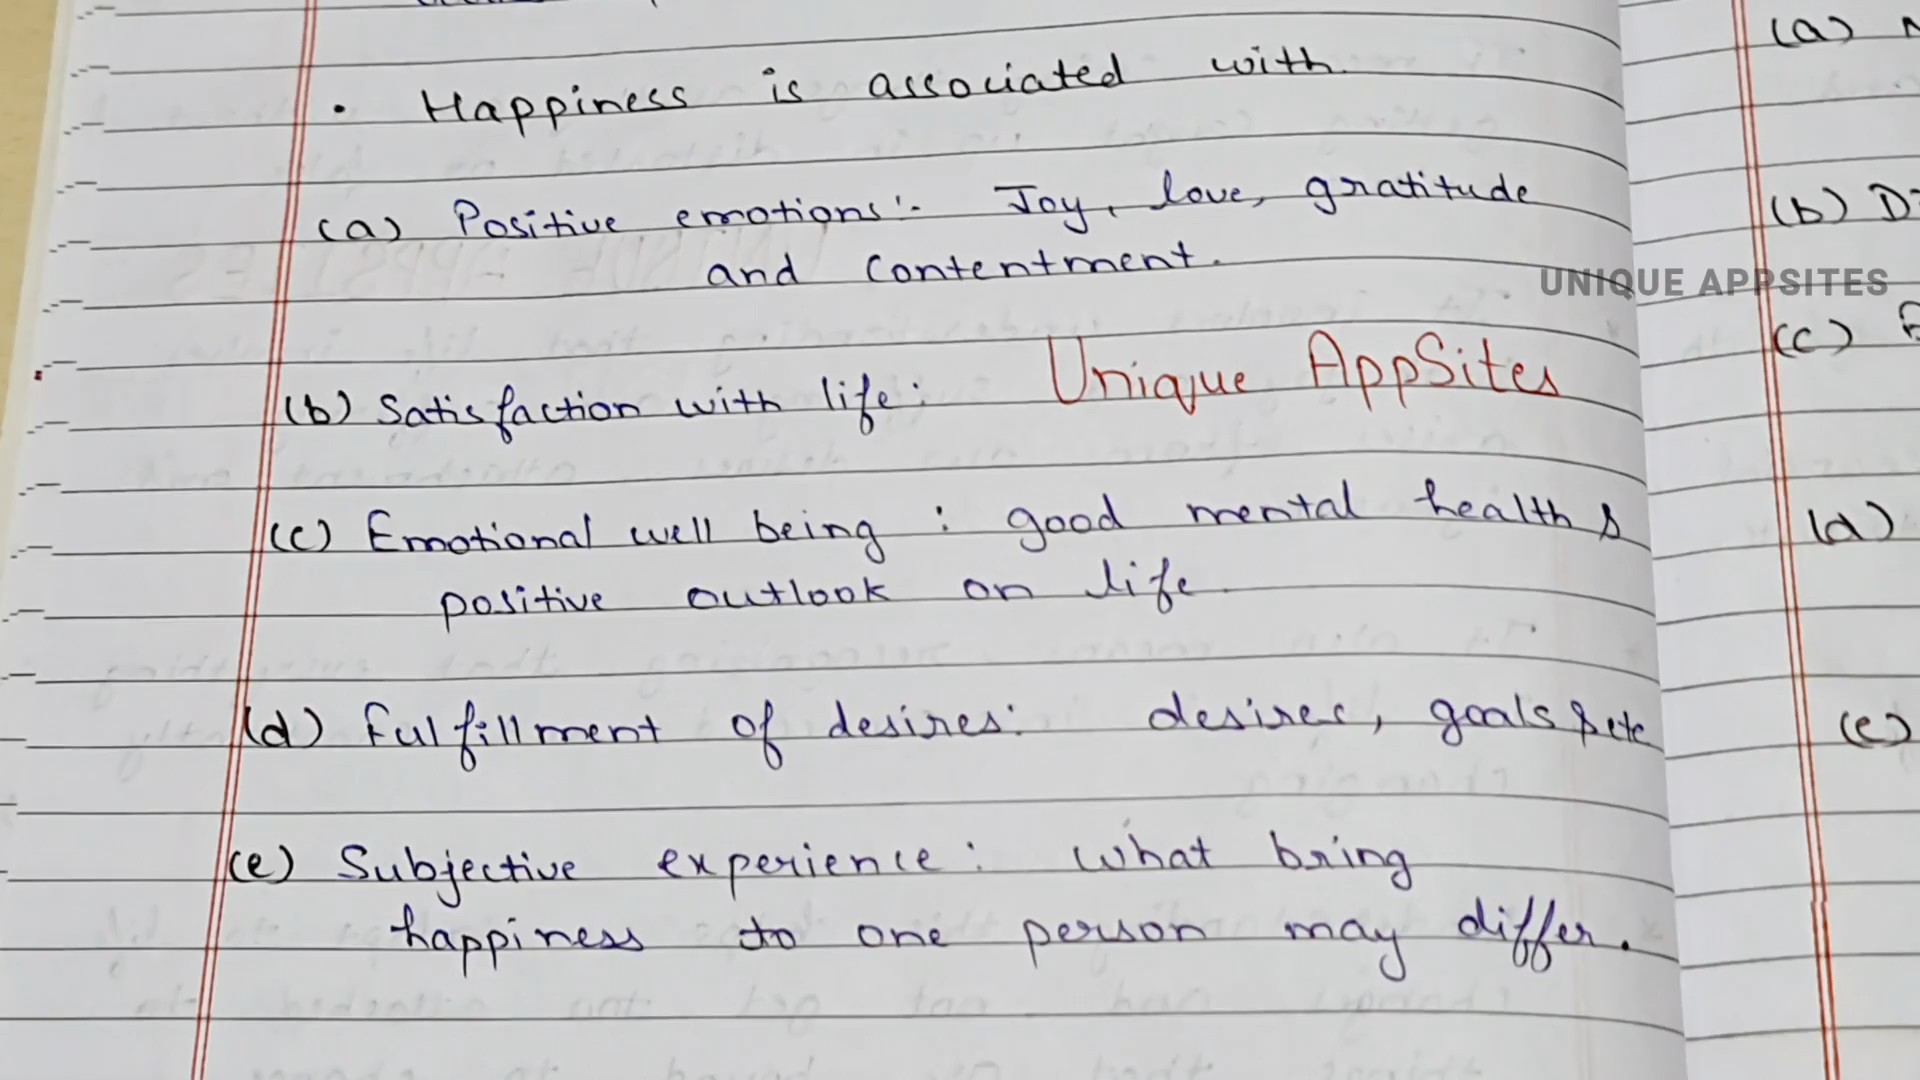 • Happiness is associated with
(a) Positive emotions:- Joy, love, gratitude
and contentment.
(b) Satisfaction with life: Unique AppSites
(c) Emotional well being : good mental health &
positive outlook on life
(d) Fulfillment of desires: desires, goals & etc
(e) Subjective experience: what bring
happiness to one person may differ.
(a)
(b)
UNIQUE APPSITES
(c)
(d)
(e)